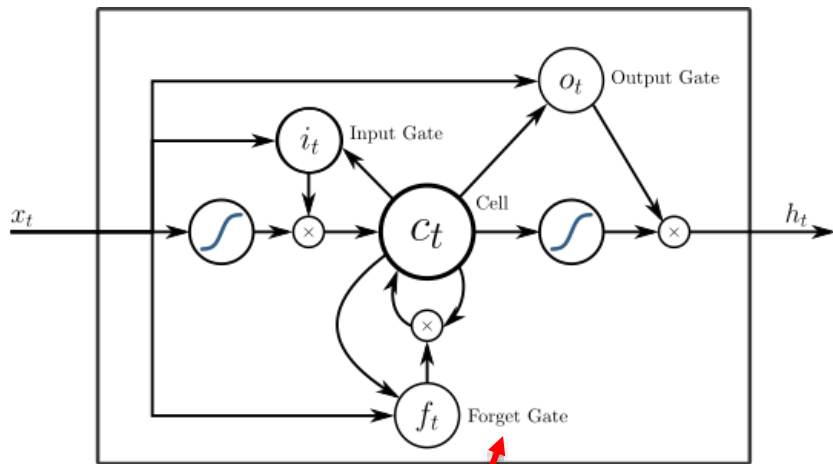 o_t Output Gate
i_t Input Gate
x_t
×
c_t
Cell
×
h_t
×
f_t Forget Gate